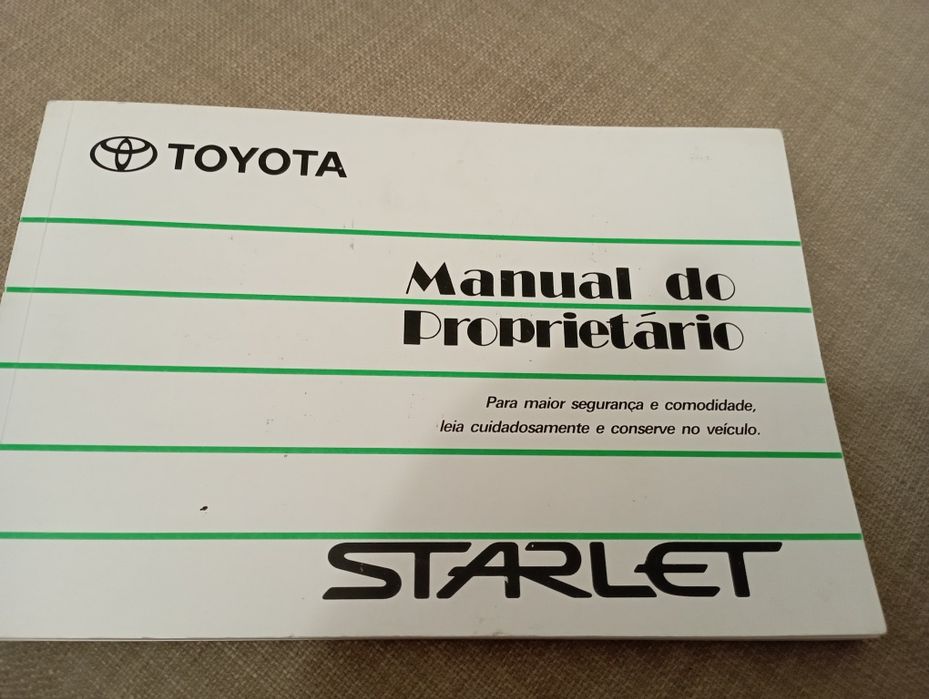 TOYOTA
Manual do
Proprietário
Para maior segurança e comodidade,
leia cuidadosamente e conserve no veículo.
STARLET